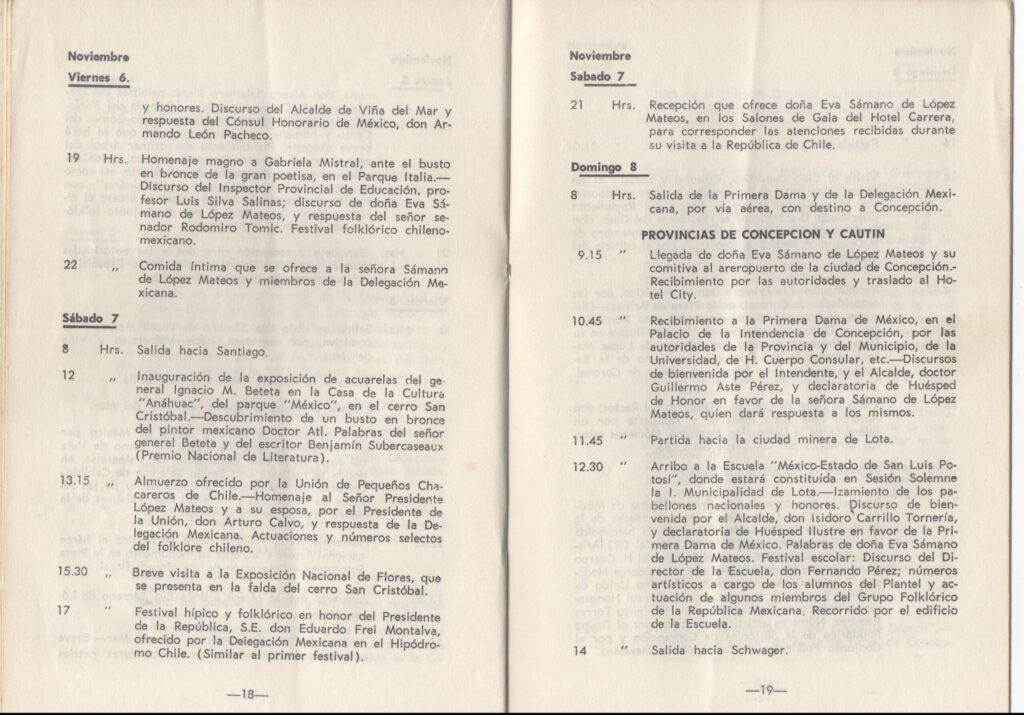 Noviembre
Viernes 6.
y honores. Discurso del Alcalde de Viña del Mar y
respuesta del Cónsul Honorario de México, don Ar-
mando León Pacheco.
19 Hrs. Homenaje magno a Gabriela Mistral, ante el busto
en bronce de la gran poetisa, en el Parque Italia.—
Discurso del Inspector Provincial de Educación, pro-
fesor Luis Silva Salinas; discurso de doña Eva Sá-
mano de López Mateos, y respuesta del señor se-
nador Rodomiro Tomic. Festival folklórico chileno-
mexicano.
22 „ Comida íntima que se ofrece a la señora Sámano
de López Mateos y miembros de la Delegación Me-
xicana.
Sábado 7
8 Hrs. Salida hacia Santiago.
12 „ Inauguración de la exposición de acuarelas del ge-
neral Ignacio M. Beteta en la Casa de la Cultura
"Anáhuac", del parque "México", en el cerro San
Cristóbal.—Descubrimiento de un busto en bronce
del pintor mexicano Doctor Atl. Palabras del señor
general Beteta y del escritor Benjamín Subercaseaux
(Premio Nacional de Literatura).
13.15 „ Almuerzo ofrecido por la Unión de Pequeños Cha-
careros de Chile.—Homenaje al Señor Presidente
López Mateos y a su esposa, por el Presidente de
la Unión, don Arturo Calvo, y respuesta de la De-
legación Mexicana. Actuaciones y números selectos
del folklore chileno.
15.30 „ Breve visita a la Exposición Nacional de Flores, que
se presenta en la falda del cerro San Cristóbal.
17 " Festival hípico y folklórico en honor del Presidente
de la República, S.E. don Eduardo Frei Montalva,
ofrecido por la Delegación Mexicana en el Hipódro-
mo Chile. (Similar al primer festival).
—18—
Noviembre
Sabado 7
21 Hrs. Recepción que ofrece doña Eva Sámano de López
Mateos, en los Salones de Gala del Hotel Carrera,
para corresponder las atenciones recibidas durante
su visita a la República de Chile.
Domingo 8
8 Hrs. Salida de la Primera Dama y de la Delegación Mexi-
cana, por vía aérea, con destino a Concepción.
PROVINCIAS DE CONCEPCION Y CAUTIN
9.15 " Llegada de doña Eva Sámano de López Mateos y su
comitiva al areropuerto de la ciudad de Concepción.-
Recibimiento por las autoridades y traslado al Ho-
tel City.
10.45 " Recibimiento a la Primera Dama de México, en el
Palacio de la Intendencia de Concepción, por las
autoridades de la Provincia y del Municipio, de la
Universidad, de H. Cuerpo Consular, etc.—Discursos
de bienvenida por el Intendente, y el Alcalde, doctor
Guillermo Aste Pérez, y declaratoria de Huésped
de Honor en favor de la señora Sámano de López
Mateos, quien dará respuesta a los mismos.
11.45 " Partida hacia la ciudad minera de Lota.
12.30 " Arribo a la Escuela "México-Estado de San Luis Po-
tosí", donde estará constituída en Sesión Solemne
la I. Municipalidad de Lota.—Izamiento de los pa-
bellones nacionales y honores. Discurso de bien-
venida por el Alcalde, don Isidoro Carrillo Tornería,
y declaratoria de Huésped Ilustre en favor de la Pri-
mera Dama de México. Palabras de doña Eva Sámano
de López Mateos. Festival escolar: Discurso del Di-
rector de la Escuela, don Fernando Pérez; números
artísticos a cargo de los alumnos del Plantel y ac-
tuación de algunos miembros del Grupo Folklórico
de la República Mexicana. Recorrido por el edificio
de la Escuela.
14 " Salida hacia Schwager.
—19—